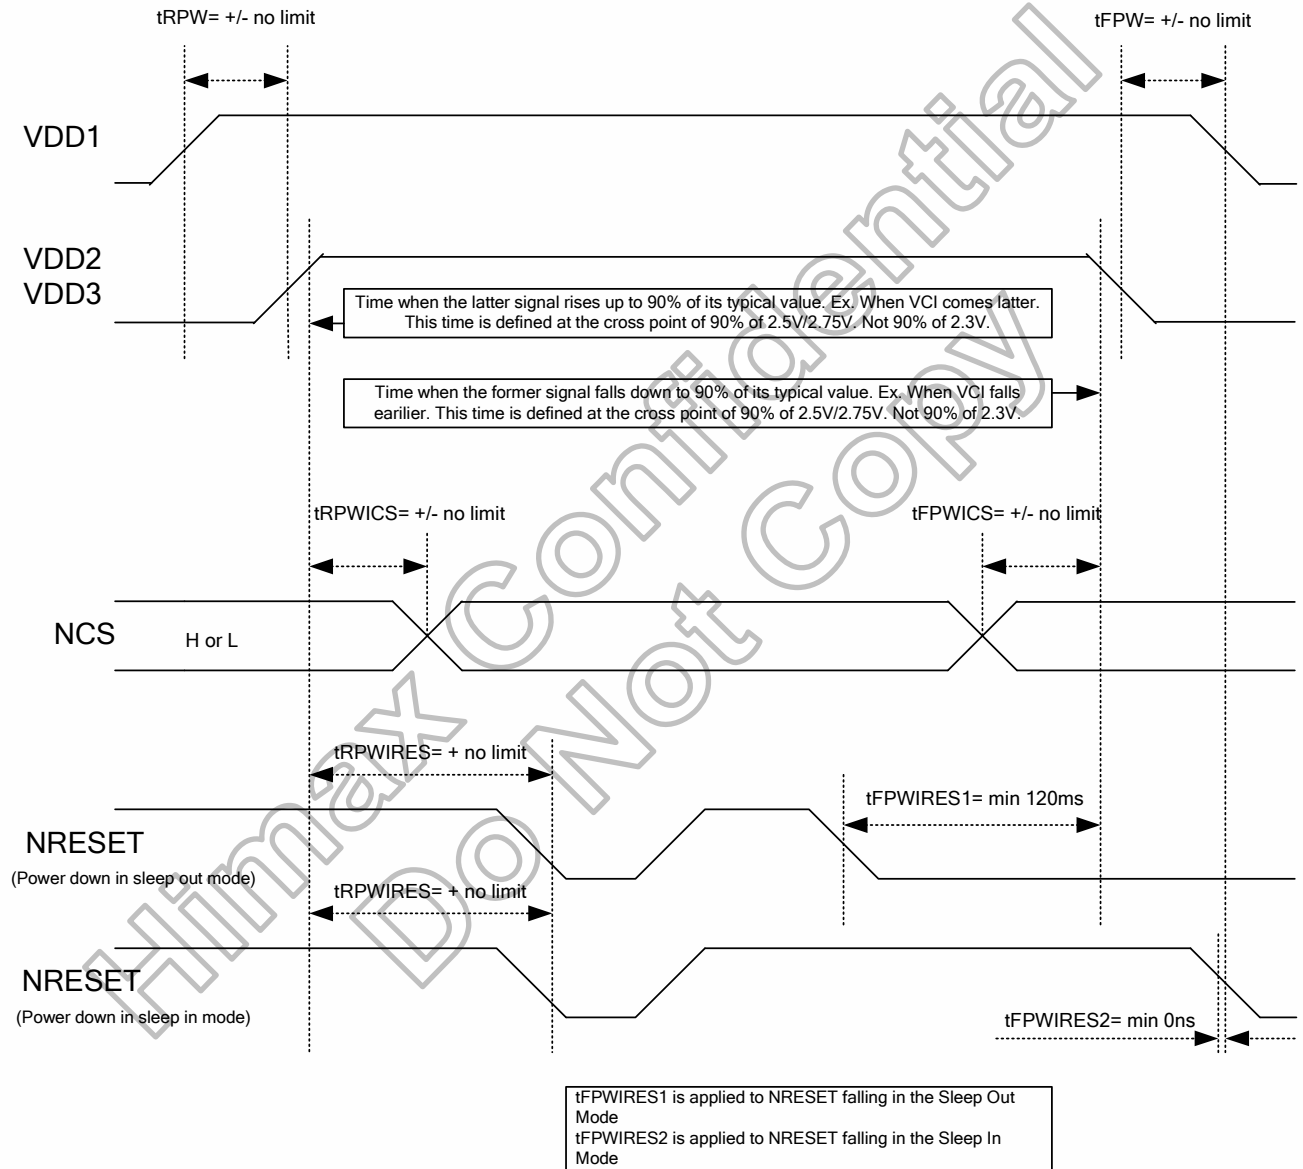 tRPW= +/- no limit
tFPW= +/- no limit
VDD1
VDD2
VDD3
Time when the latter signal rises up to 90% of its typical value. Ex. When VCI comes latter.
This time is defined at the cross point of 90% of 2.5V/2.75V. Not 90% of 2.3V.
Time when the former signal falls down to 90% of its typical value. Ex. When VCI falls
earilier. This time is defined at the cross point of 90% of 2.5V/2.75V. Not 90% of 2.3V.
tRPWICS= +/- no limit
tFPWICS= +/- no limit
NCS
H or L
tRPWIRES= + no limit
tFPWIRES1= min 120ms
NRESET
(Power down in sleep out mode)
tRPWIRES= + no limit
NRESET
(Power down in sleep in mode)
tFPWIRES2= min 0ns
tFPWIRES1 is applied to NRESET falling in the Sleep Out
Mode
tFPWIRES2 is applied to NRESET falling in the Sleep In
Mode
Himax Confidential
Do Not Copy